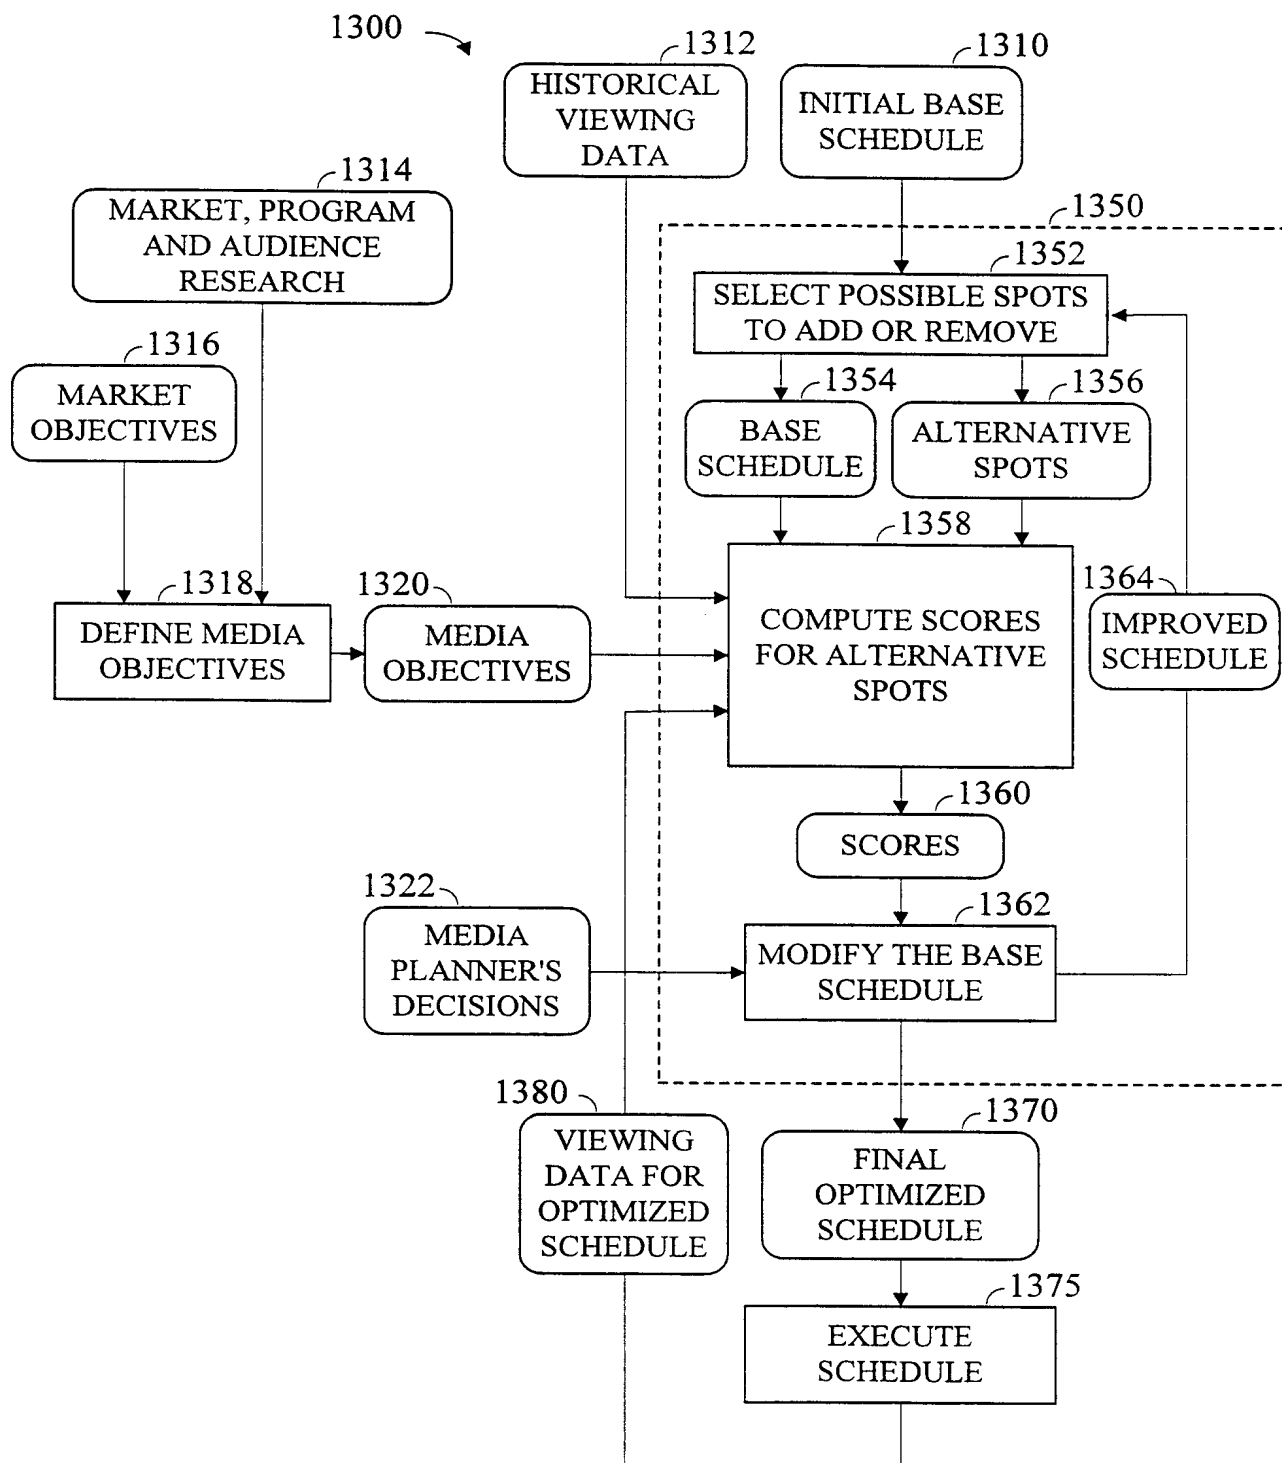 1300
1312
HISTORICAL
VIEWING
DATA
1310
INITIAL BASE
SCHEDULE
1314
MARKET, PROGRAM
AND AUDIENCE
RESEARCH
1350
1352
SELECT POSSIBLE SPOTS
TO ADD OR REMOVE
1316
MARKET
OBJECTIVES
1354
BASE
SCHEDULE
1356
ALTERNATIVE
SPOTS
1318
DEFINE MEDIA
OBJECTIVES
1320
MEDIA
OBJECTIVES
1358
COMPUTE SCORES
FOR ALTERNATIVE
SPOTS
1364
IMPROVED
SCHEDULE
1360
SCORES
1322
MEDIA
PLANNER'S
DECISIONS
1362
MODIFY THE BASE
SCHEDULE
1380
VIEWING
DATA FOR
OPTIMIZED
SCHEDULE
1370
FINAL
OPTIMIZED
SCHEDULE
1375
EXECUTE
SCHEDULE